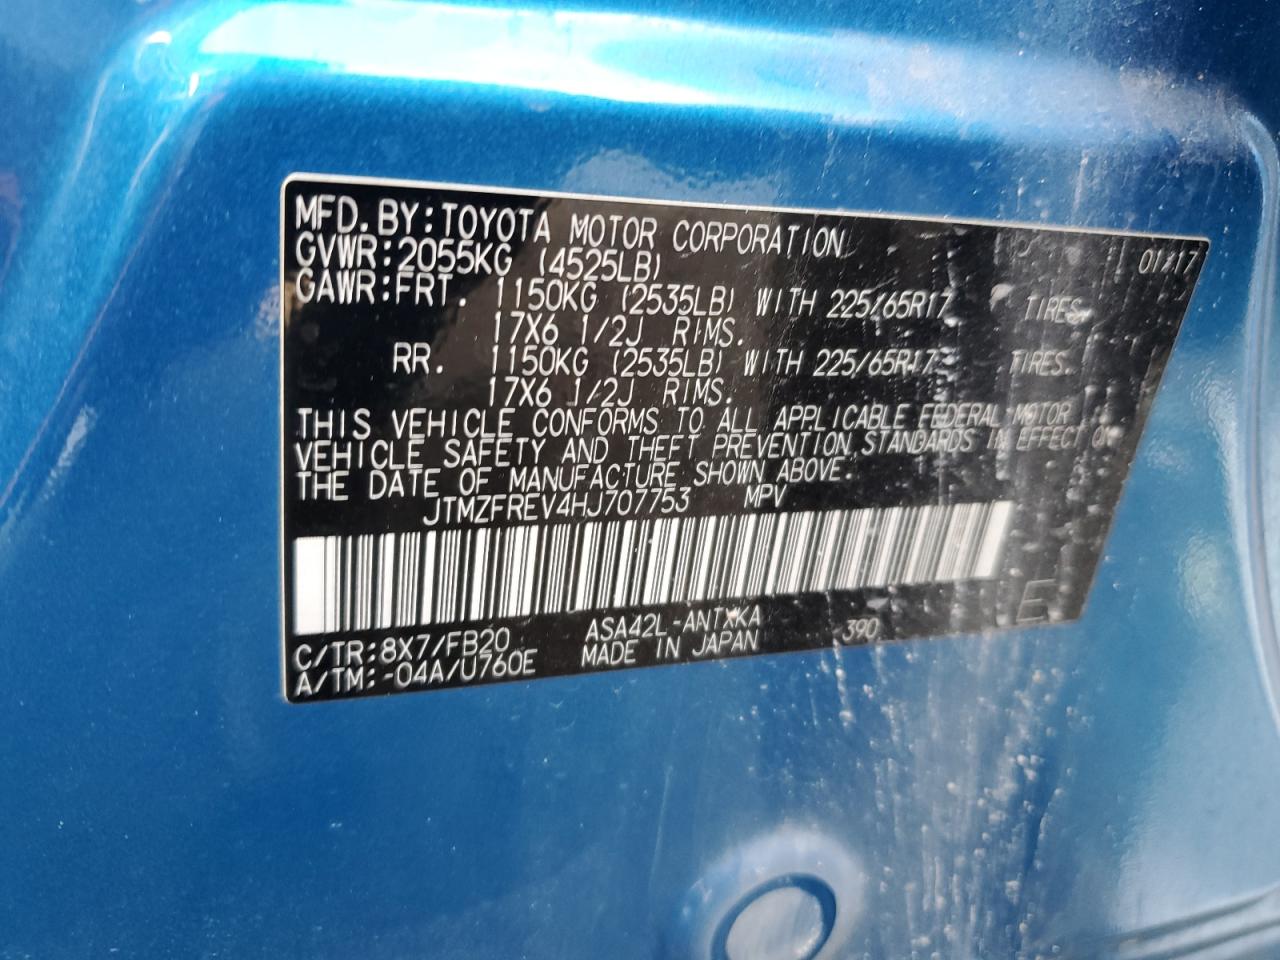 MFD.BY:TOYOTA MOTOR CORPORATION 01/17
GVWR:2055KG (4525LB)
GAWR:FRT. 1150KG (2535LB) WITH 225/65R17 TIRES.
17X6 1/2J RIMS.
RR. 1150KG (2535LB) WITH 225/65R17 TIRES.
17X6 1/2J RIMS.
THIS VEHICLE CONFORMS TO ALL APPLICABLE FEDERAL MOTOR
VEHICLE SAFETY AND THEFT PREVENTION STANDARDS IN EFFECT ON
THE DATE OF MANUFACTURE SHOWN ABOVE.
JTMZFREV4HJ707753 MPV
C/TR:8X7/FB20 ASA42L-ANTXKA 390 E
A/TM:-04A/U760E MADE IN JAPAN